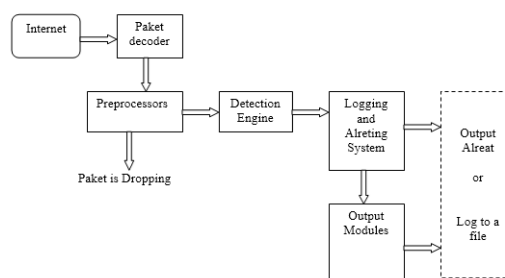 Internet
Paket
decoder
Preprocessors
Detection
Engine
Logging
and
Alreting
System
Paket is Dropping
Output
Modules
Output
Alreat
or
Log to a
file